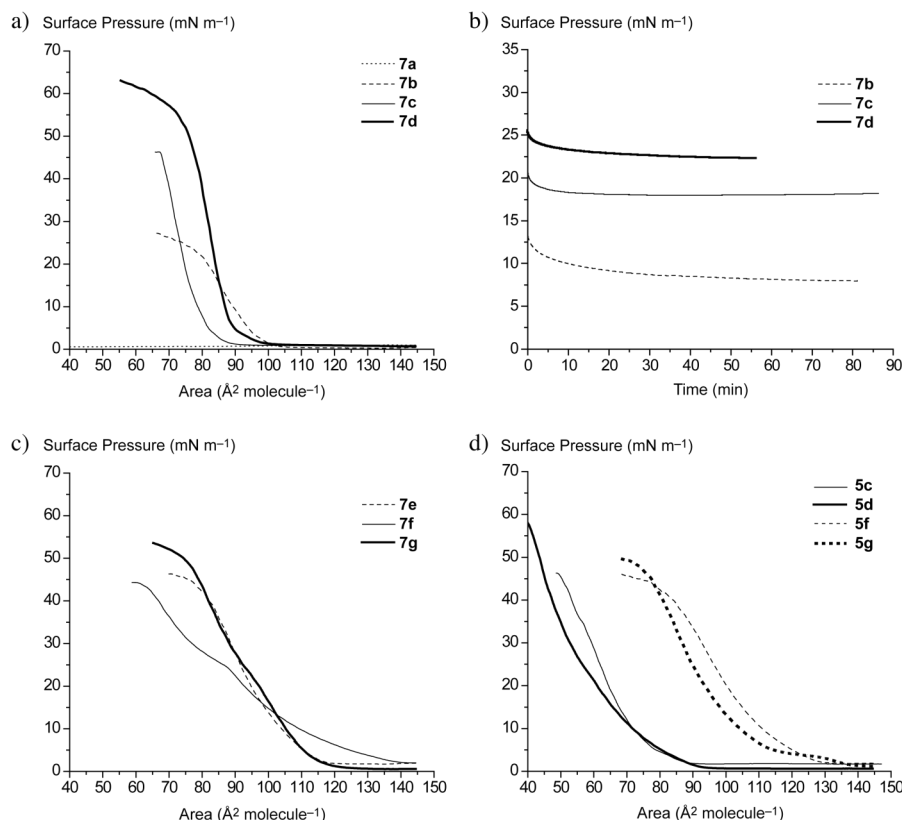 a) Surface Pressure (mN m⁻¹)
70
60
50
40
30
20
10
0
7a
7b
7c
7d
40 50 60 70 80 90 100 110 120 130 140 150
Area (Å² molecule⁻¹)
b) Surface Pressure (mN m⁻¹)
35
30
25
20
15
10
5
0
7b
7c
7d
0 10 20 30 40 50 60 70 80 90
Time (min)
c) Surface Pressure (mN m⁻¹)
70
60
50
40
30
20
10
0
7e
7f
7g
40 50 60 70 80 90 100 110 120 130 140 150
Area (Å² molecule⁻¹)
d) Surface Pressure (mN m⁻¹)
70
60
50
40
30
20
10
0
5c
5d
5f
5g
40 50 60 70 80 90 100 110 120 130 140 150
Area (Å² molecule⁻¹)